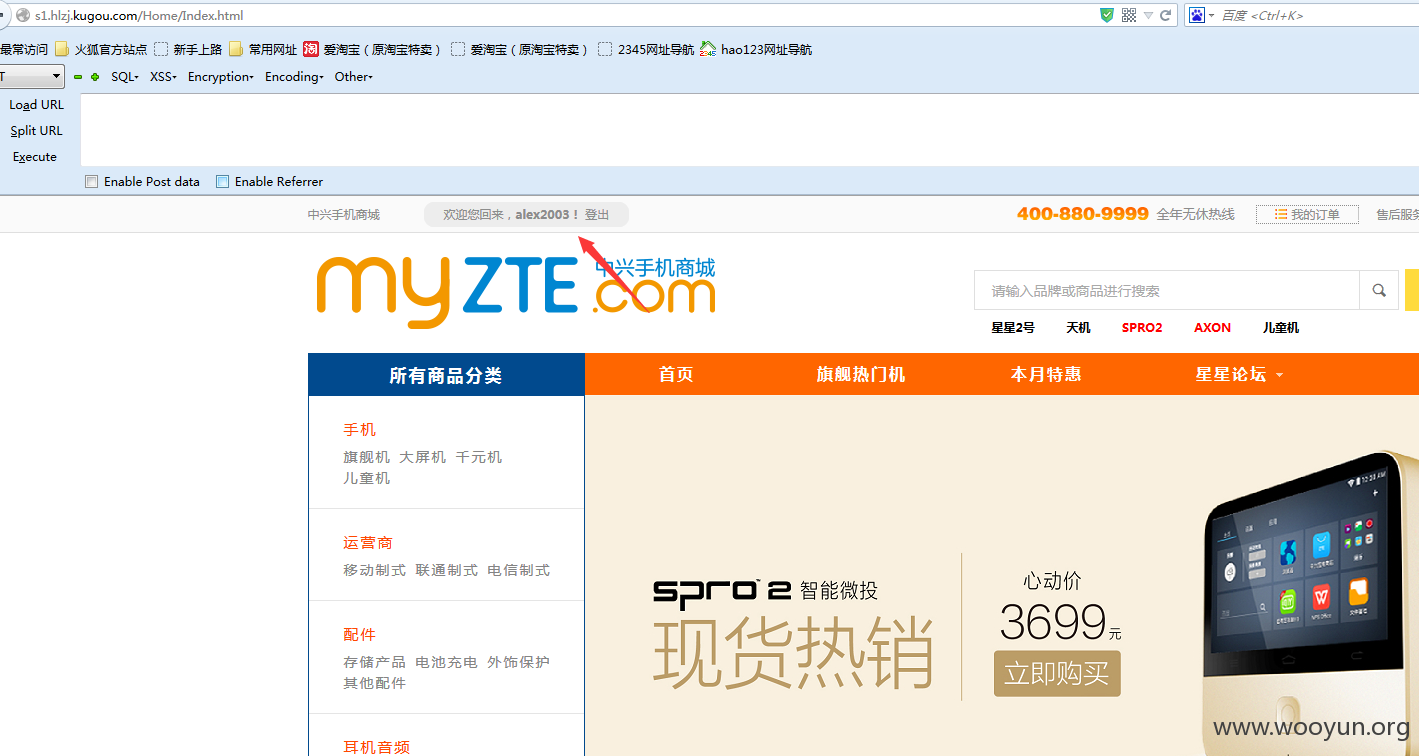 s1.hlzj.kugou.com/Home/Index.html
百度 <Ctrl+K>
最常访问 火狐官方站点 新手上路 常用网址 爱淘宝（原淘宝特卖） 爱淘宝（原淘宝特卖） 2345网址导航 hao123网址导航
T SQL XSS Encryption Encoding Other
Load URL
Split URL
Execute
Enable Post data Enable Referrer
中兴手机商城 欢迎您回来，alex2003！ 登出 400-880-9999 全年无休热线 我的订单 售后服务
myZTE.com 中兴手机商城
请输入品牌或商品进行搜索
星星2号 天机 SPRO2 AXON 儿童机
所有商品分类 首页 旗舰热门机 本月特惠 星星论坛
手机
旗舰机 大屏机 千元机
儿童机
运营商
移动制式 联通制式 电信制式
配件
存储产品 电池充电 外饰保护
其他配件
耳机音频
spro™ 2 智能微投
现货热销
心动价
3699元
立即购买
www.wooyun.org